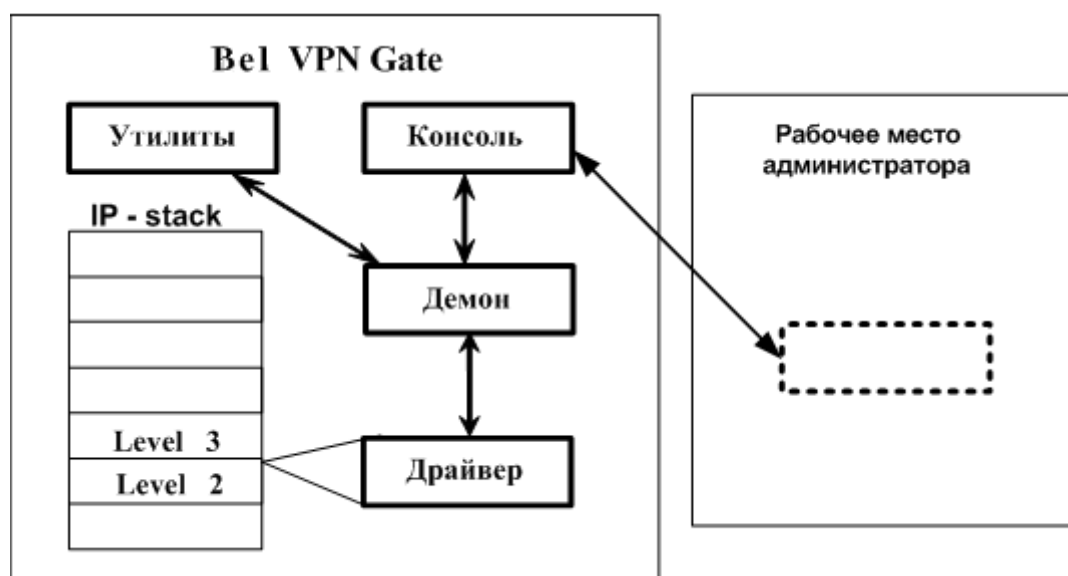 Bel VPN Gate
Утилиты
Консоль
Рабочее место
администратора
IP - stack
Демон
Level 3
Драйвер
Level 2